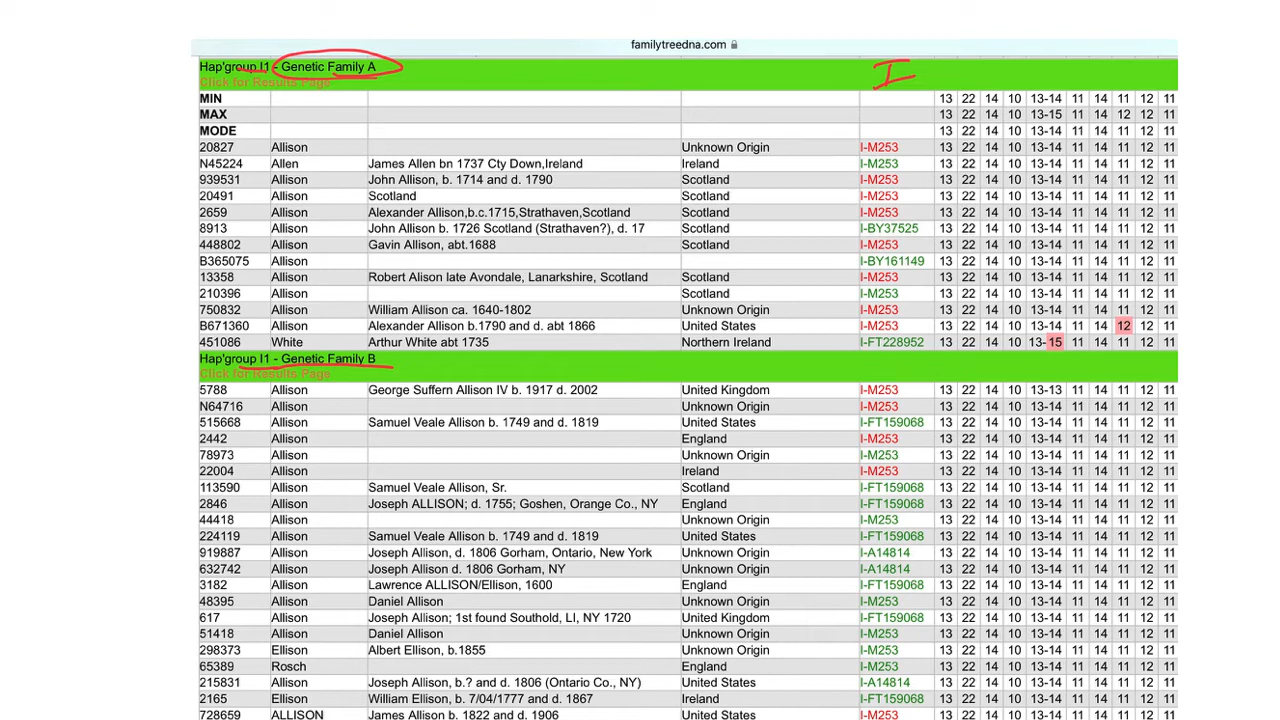 familytreedna.com
Hap'group I1 - Genetic Family A I
Click for Results Page
MIN 13 22 14 10 13-14 11 14 11 12 11
MAX 13 22 14 10 13-15 11 14 12 12 11
MODE 13 22 14 10 13-14 11 14 11 12 11
20827 Allison Unknown Origin I-M253 13 22 14 10 13-14 11 14 11 12 11
N45224 Allen James Allen bn 1737 Cty Down,Ireland Ireland I-M253 13 22 14 10 13-14 11 14 11 12 11
939531 Allison John Allison, b. 1714 and d. 1790 Scotland I-M253 13 22 14 10 13-14 11 14 11 12 11
20491 Allison Scotland Scotland I-M253 13 22 14 10 13-14 11 14 11 12 11
2659 Allison Alexander Allison,b.c.1715,Strathaven,Scotland Scotland I-M253 13 22 14 10 13-14 11 14 11 12 11
8913 Allison John Allison b. 1726 Scotland (Strathaven?), d. 17 Scotland I-BY37525 13 22 14 10 13-14 11 14 11 12 11
448802 Allison Gavin Allison, abt.1688 Scotland I-M253 13 22 14 10 13-14 11 14 11 12 11
B365075 Allison I-BY161149 13 22 14 10 13-14 11 14 11 12 11
13358 Allison Robert Alison late Avondale, Lanarkshire, Scotland Scotland I-M253 13 22 14 10 13-14 11 14 11 12 11
210396 Allison Scotland I-M253 13 22 14 10 13-14 11 14 11 12 11
750832 Allison William Allison ca. 1640-1802 Unknown Origin I-M253 13 22 14 10 13-14 11 14 11 12 11
B671360 Allison Alexander Allison b.1790 and d. abt 1866 United States I-M253 13 22 14 10 13-14 11 14 12 12 11
451086 White Arthur White abt 1735 Northern Ireland I-FT228952 13 22 14 10 13-15 11 14 11 12 11
Hap'group I1 - Genetic Family B
Click for Results Page
5788 Allison George Suffern Allison IV b. 1917 d. 2002 United Kingdom I-M253 13 22 14 10 13-13 11 14 11 12 11
N64716 Allison Unknown Origin I-M253 13 22 14 10 13-14 11 14 11 12 11
515668 Allison Samuel Veale Allison b. 1749 and d. 1819 United States I-FT159068 13 22 14 10 13-14 11 14 11 12 11
2442 Allison England I-M253 13 22 14 10 13-14 11 14 11 12 11
78973 Allison Unknown Origin I-M253 13 22 14 10 13-14 11 14 11 12 11
22004 Allison Ireland I-M253 13 22 14 10 13-14 11 14 11 12 11
113590 Allison Samuel Veale Allison, Sr. Scotland I-FT159068 13 22 14 10 13-14 11 14 11 12 11
2846 Allison Joseph ALLISON; d. 1755; Goshen, Orange Co., NY England I-FT159068 13 22 14 10 13-14 11 14 11 12 11
44418 Allison Unknown Origin I-M253 13 22 14 10 13-14 11 14 11 12 11
224119 Allison Samuel Veale Allison b. 1749 and d. 1819 United States I-FT159068 13 22 14 10 13-14 11 14 11 12 11
919887 Allison Joseph Allison, d. 1806 Gorham, Ontario, New York Unknown Origin I-A14814 13 22 14 10 13-14 11 14 11 12 11
632742 Allison Joseph Allison d. 1806 Gorham, NY Unknown Origin I-A14814 13 22 14 10 13-14 11 14 11 12 11
3182 Allison Lawrence ALLISON/Ellison, 1600 England I-FT159068 13 22 14 10 13-14 11 14 11 12 11
48395 Allison Daniel Allison Unknown Origin I-M253 13 22 14 10 13-14 11 14 11 12 11
617 Allison Joseph; 1st found Southold, LI, NY 1720 United Kingdom I-FT159068 13 22 14 10 13-14 11 14 11 12 11
51418 Allison Daniel Allison Unknown Origin I-M253 13 22 14 10 13-14 11 14 11 12 11
298373 Ellison Albert Ellison, b.1855 Unknown Origin I-M253 13 22 14 10 13-14 11 14 11 12 11
65389 Rosch England I-M253 13 22 14 10 13-14 11 14 11 12 11
215831 Allison Joseph Allison, b.? and d. 1806 (Ontario Co., NY) United States I-A14814 13 22 14 10 13-14 11 14 11 12 11
2165 Ellison William Ellison, b. 7/04/1777 and d. 1867 Ireland I-FT159068 13 22 14 10 13-14 11 14 11 12 11
728659 ALLISON James Allison b. 1822 and d. 1906 United States I-M253 13 22 14 10 13-14 11 14 11 12 11